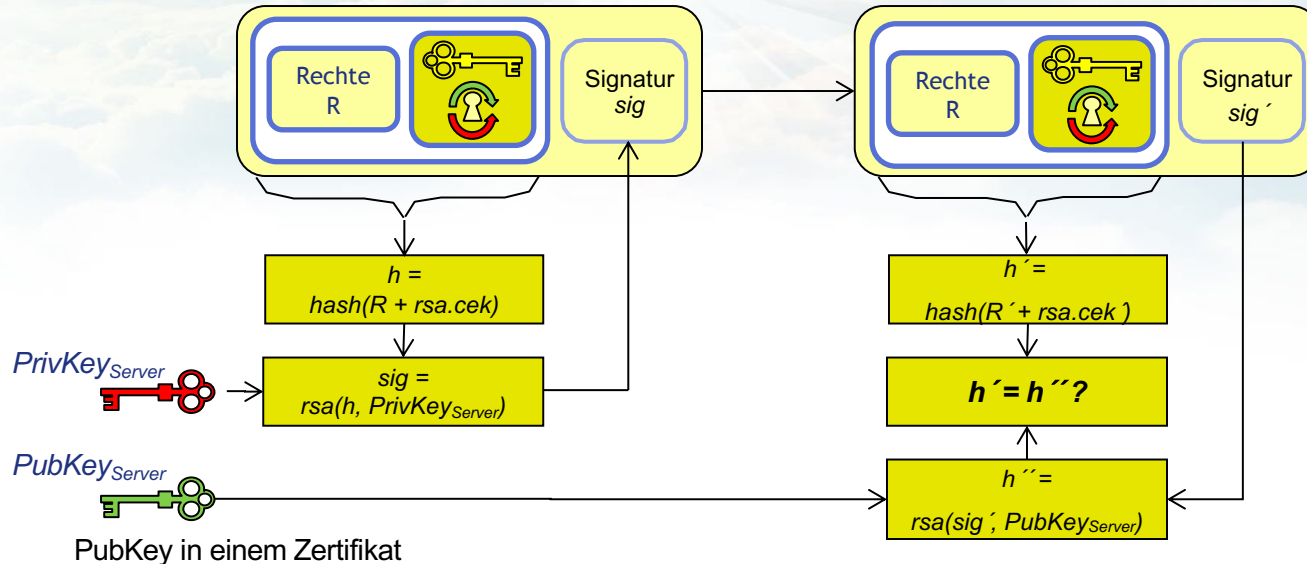 Rechte
R
Signatur
sig
Rechte
R
Signatur
sig´
h =
hash(R + rsa.cek)
h´=
hash(R´+ rsa.cek´)
PrivKeyServer
sig =
rsa(h, PrivKeyServer)
h´= h´´?
PubKeyServer
h´´=
rsa(sig´, PubKeyServer)
PubKey in einem Zertifikat